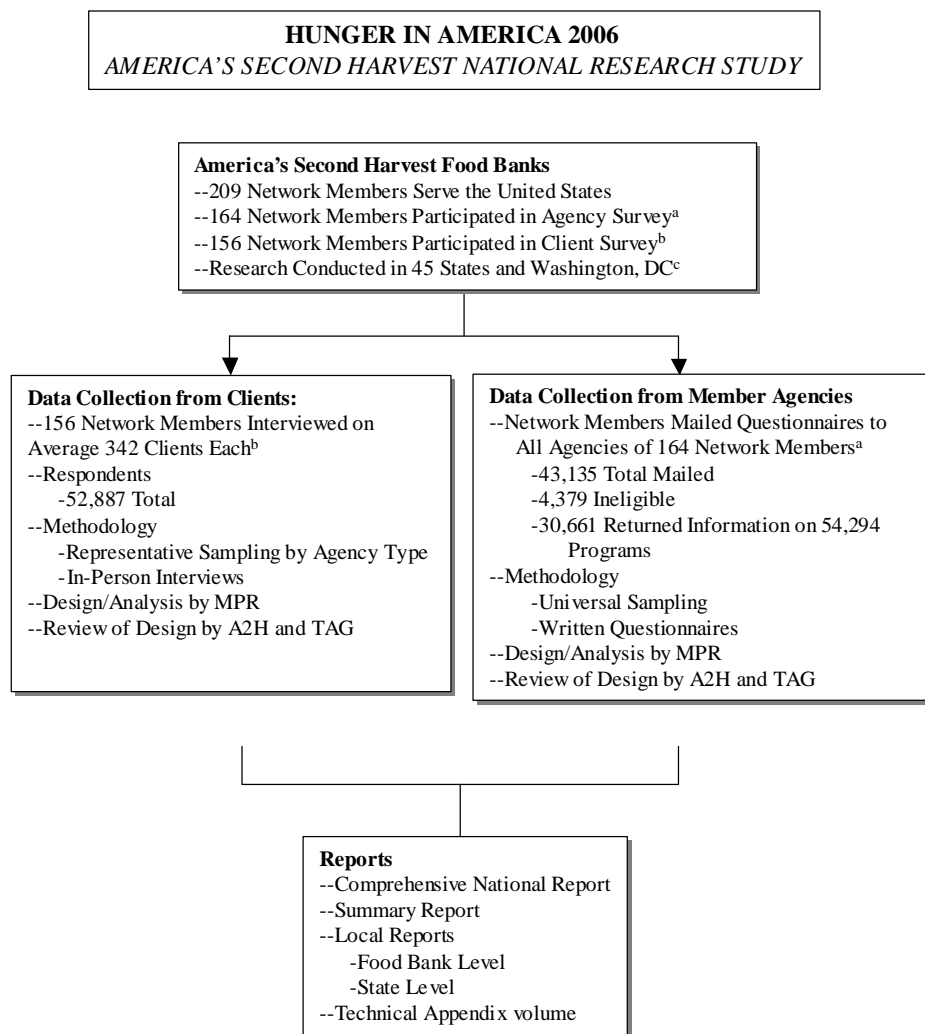 HUNGER IN AMERICA 2006
AMERICA'S SECOND HARVEST NATIONAL RESEARCH STUDY
America's Second Harvest Food Banks
--209 Network Members Serve the United States
--164 Network Members Participated in Agency Surveyᵃ
--156 Network Members Participated in Client Surveyᵇ
--Research Conducted in 45 States and Washington, DCᶜ
Data Collection from Clients:
--156 Network Members Interviewed on
Average 342 Clients Eachᵇ
--Respondents
-52,887 Total
--Methodology
-Representative Sampling by Agency Type
-In-Person Interviews
--Design/Analysis by MPR
--Review of Design by A2H and TAG
Data Collection from Member Agencies
--Network Members Mailed Questionnaires to
All Agencies of 164 Network Membersᵃ
-43,135 Total Mailed
-4,379 Ineligible
-30,661 Returned Information on 54,294
Programs
--Methodology
-Universal Sampling
-Written Questionnaires
--Design/Analysis by MPR
--Review of Design by A2H and TAG
Reports
--Comprehensive National Report
--Summary Report
--Local Reports
-Food Bank Level
-State Level
--Technical Appendix volume